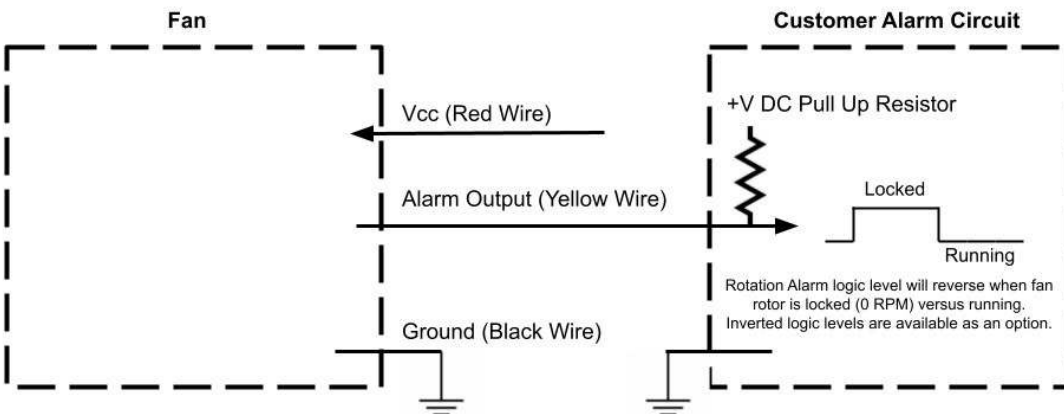 Fan
Customer Alarm Circuit
Vcc (Red Wire)
+V DC Pull Up Resistor
Alarm Output (Yellow Wire)
Locked
Running
Rotation Alarm logic level will reverse when fan
rotor is locked (0 RPM) versus running.
Inverted logic levels are available as an option.
Ground (Black Wire)